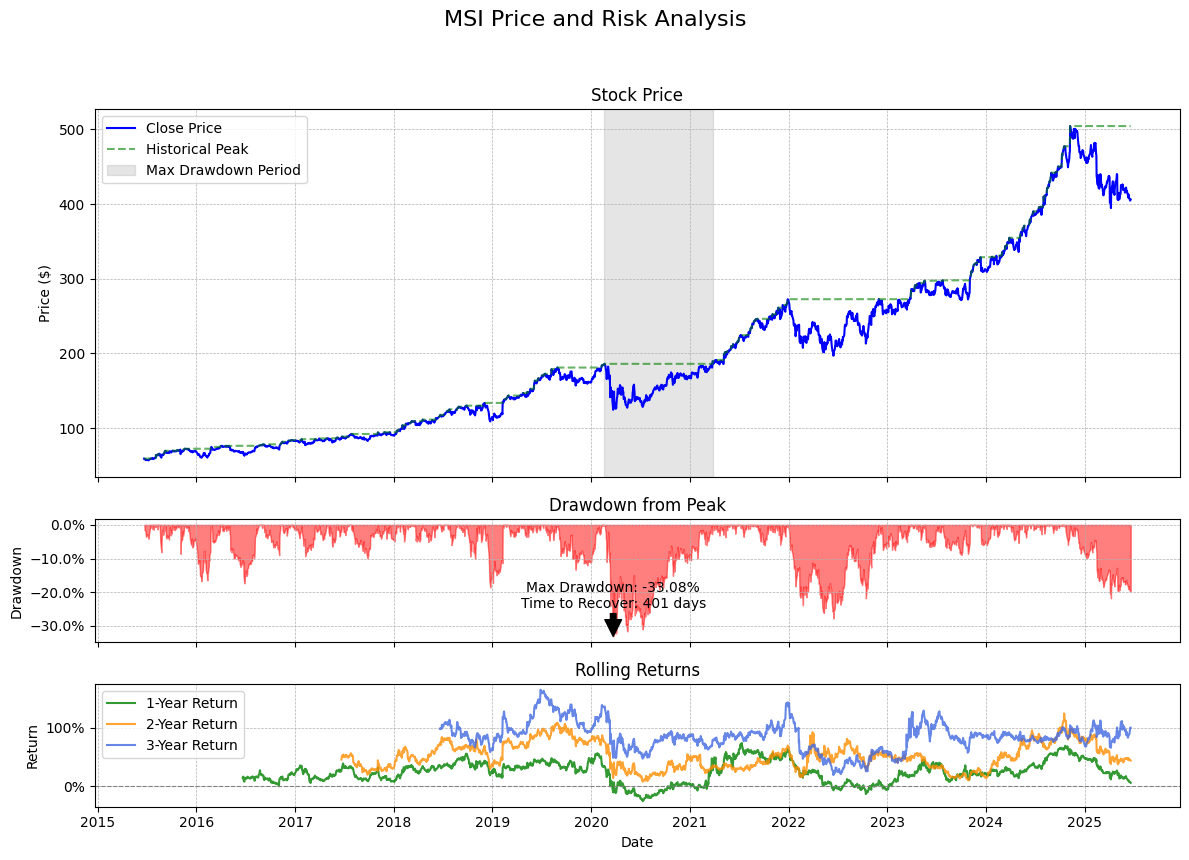 MSI Price and Risk Analysis
Stock Price
Close Price
Historical Peak
Max Drawdown Period
500
400
300
200
100
Price ($)
Drawdown from Peak
0.0%
−10.0%
−20.0%
−30.0%
Drawdown
Max Drawdown: -33.08%
Time to Recover: 401 days
Rolling Returns
1-Year Return
2-Year Return
3-Year Return
100%
0%
Return
2015 2016 2017 2018 2019 2020 2021 2022 2023 2024 2025
Date